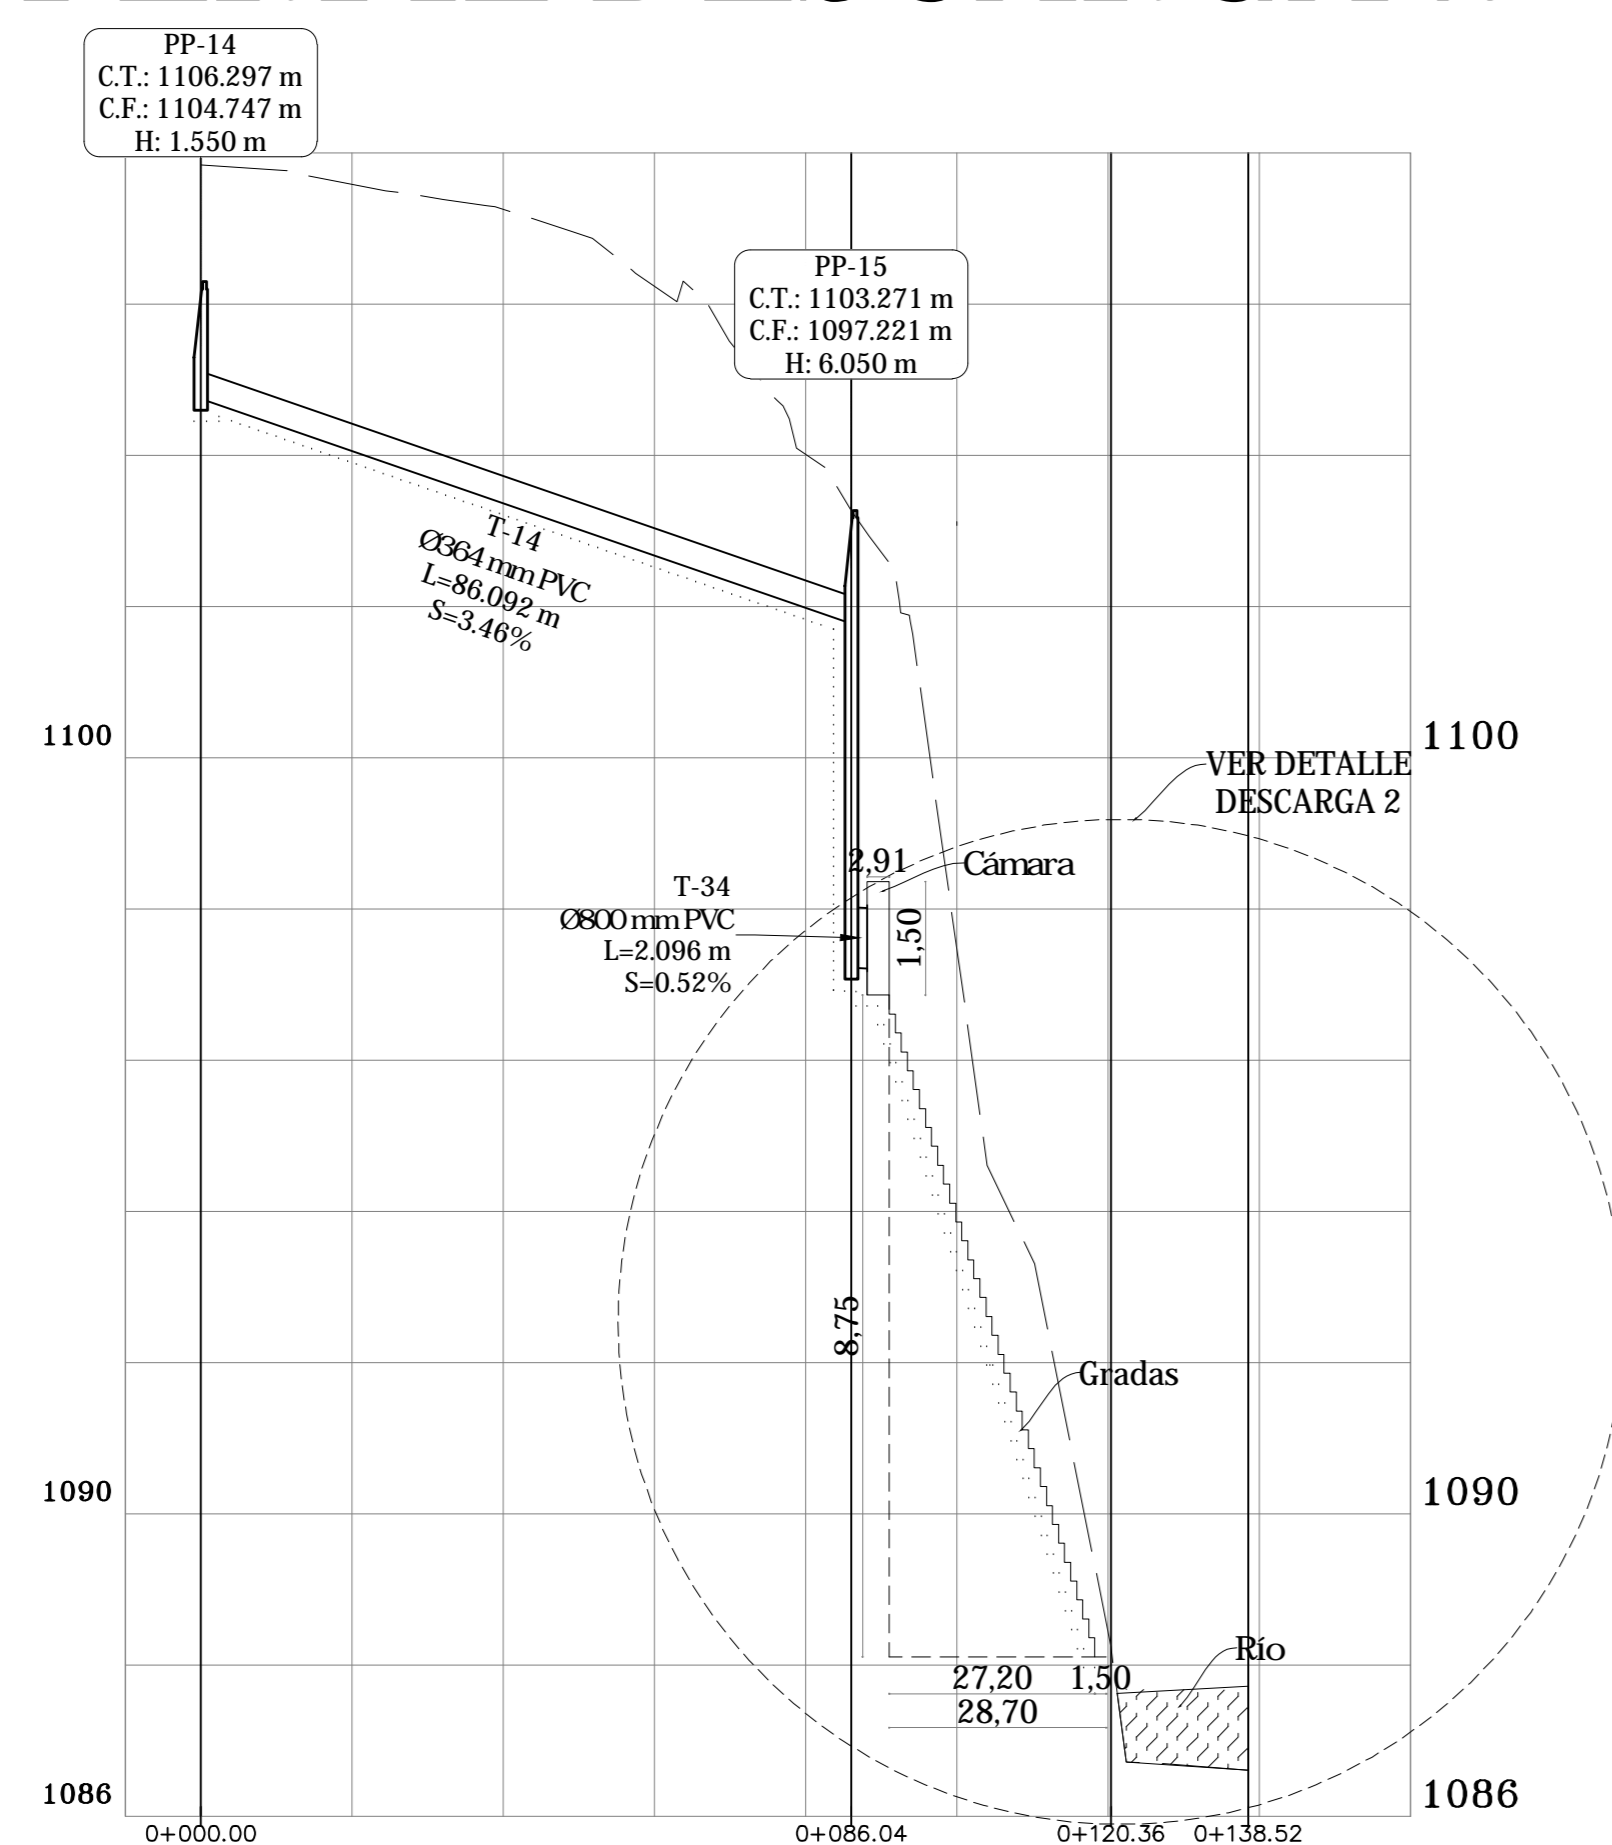 PP-14
C.T.: 1106.297 m
C.F.: 1104.747 m
H: 1.550 m
PP-15
C.T.: 1103.271 m
C.F.: 1097.221 m
H: 6.050 m
T-14
Ø364 mm PVC
L=86.092 m
S=3.46%
1100
1100
VER DETALLE
DESCARGA 2
2,91
Cámara
T-34
Ø800 mm PVC
L=2.096 m
S=0.52%
1,50
8,75
Gradas
1090
1090
Río
27,20
1,50
28,70
1086
1086
0+000.00
0+086.04
0+120.36
0+138.52